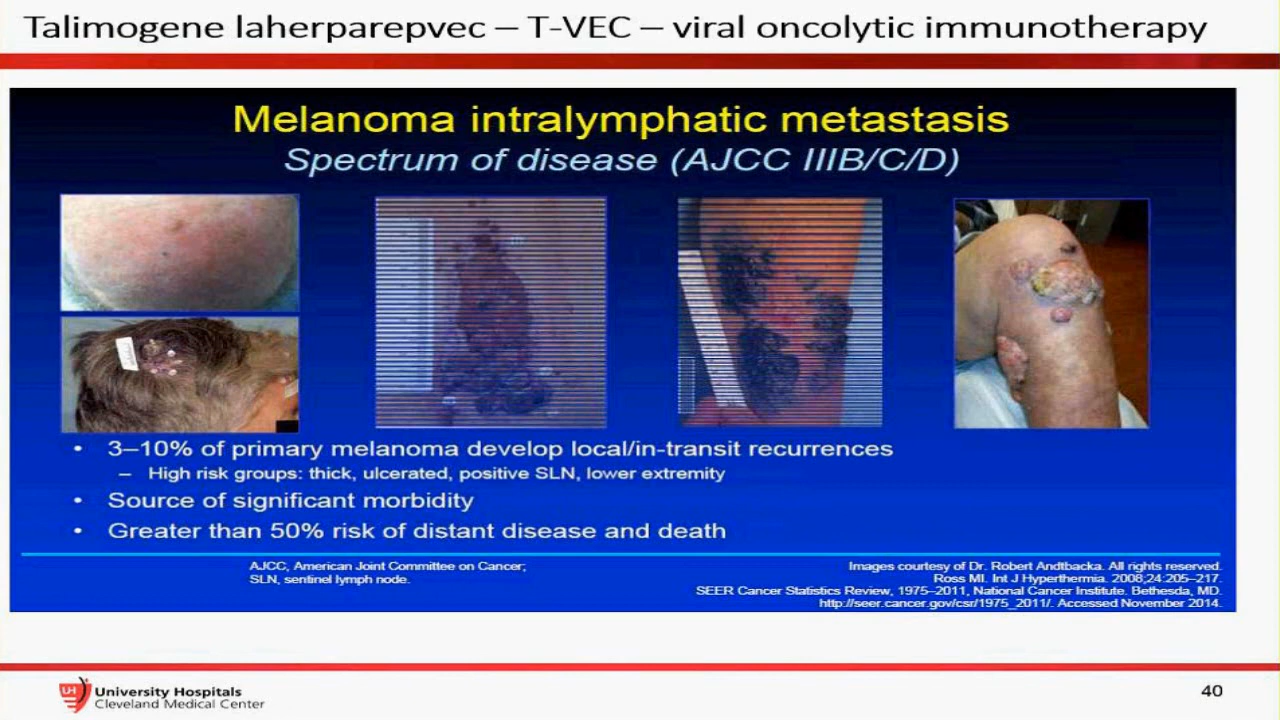 Talimogene laherparepvec – T-VEC – viral oncolytic immunotherapy
Melanoma intralymphatic metastasis
Spectrum of disease (AJCC IIIB/C/D)
• 3–10% of primary melanoma develop local/in-transit recurrences
– High risk groups: thick, ulcerated, positive SLN, lower extremity
• Source of significant morbidity
• Greater than 50% risk of distant disease and death
AJCC, American Joint Committee on Cancer;
SLN, sentinel lymph node.
Images courtesy of Dr. Robert Andtbacka. All rights reserved.
Ross MI. Int J Hyperthermia. 2008;24:205–217.
SEER Cancer Statistics Review, 1975–2011, National Cancer Institute. Bethesda, MD.
http://seer.cancer.gov/csr/1975_2011/. Accessed November 2014.
UH University Hospitals
Cleveland Medical Center
40